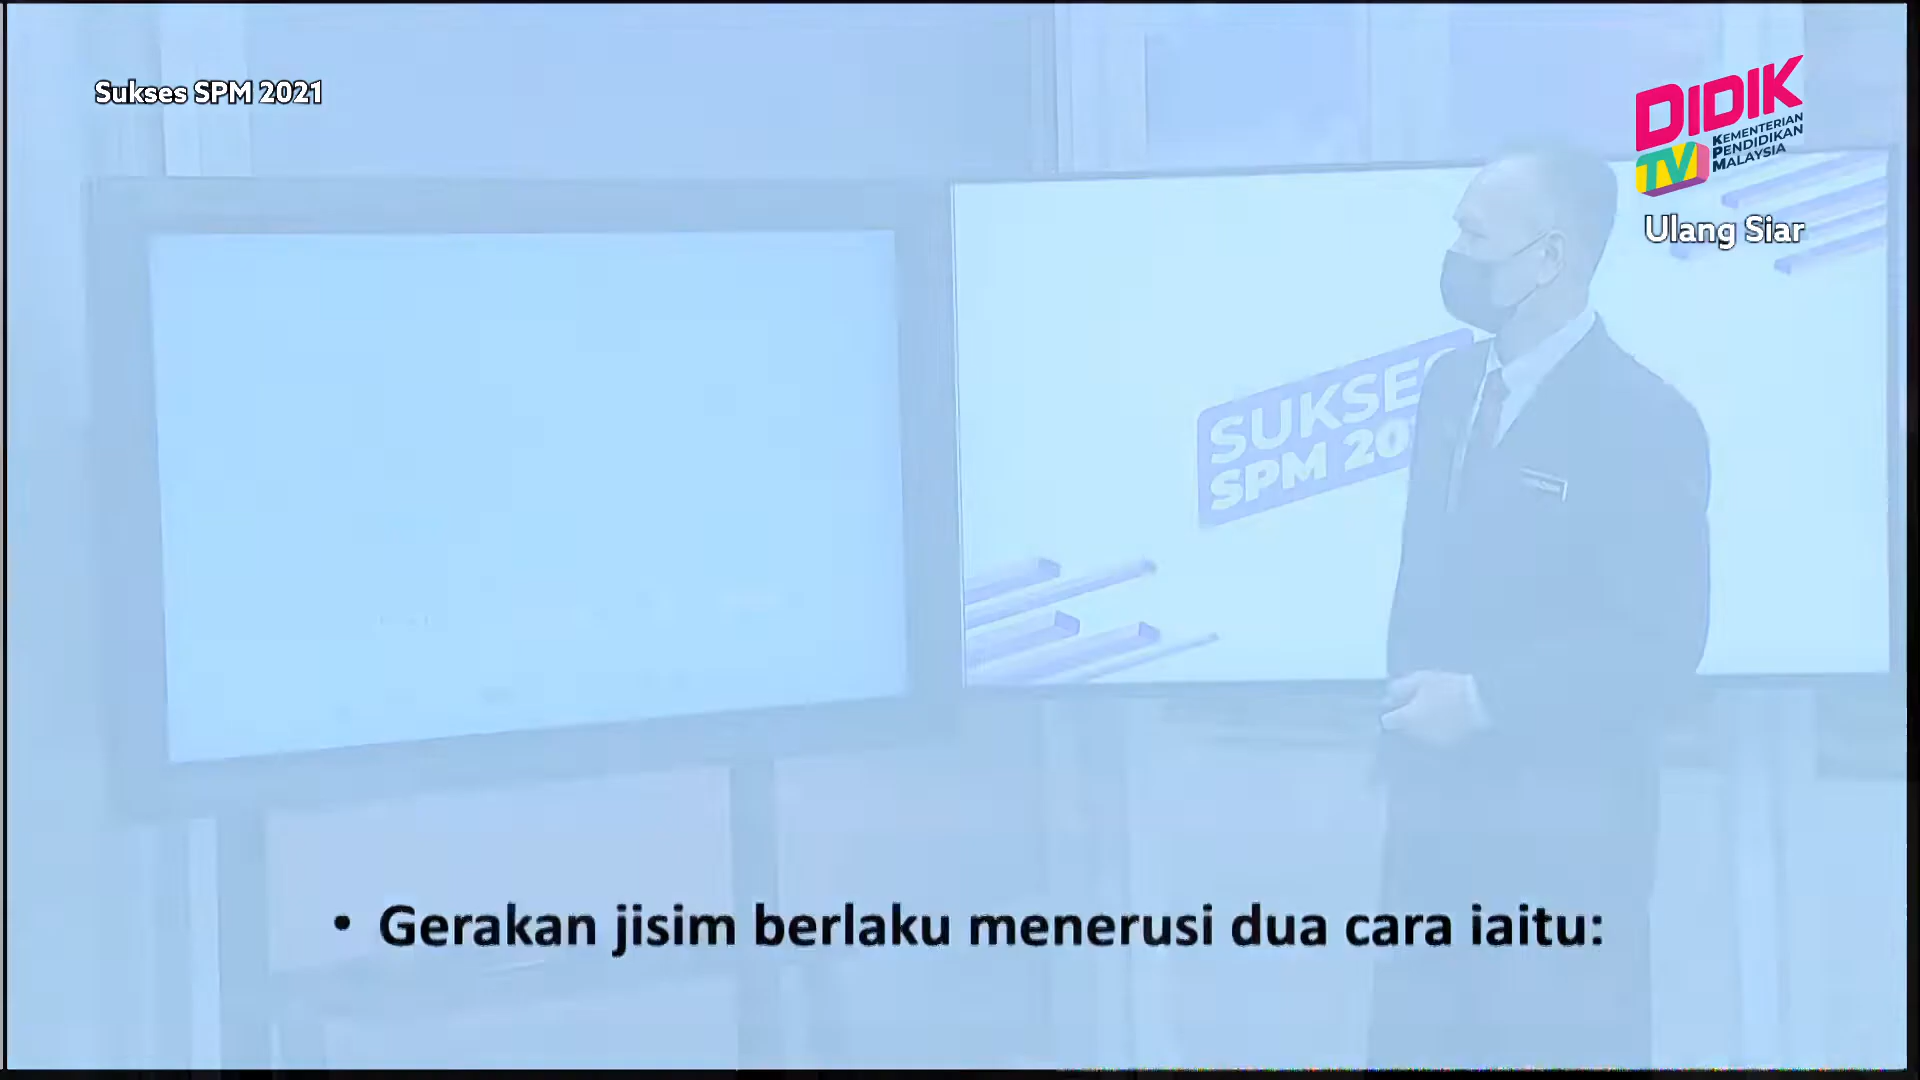 Sukses SPM 2021
DIDIK
TV
KEMENTERIAN
PENDIDIKAN
MALAYSIA
Ulang Siar
SUKSES
SPM 20
• Gerakan jisim berlaku menerusi dua cara iaitu: